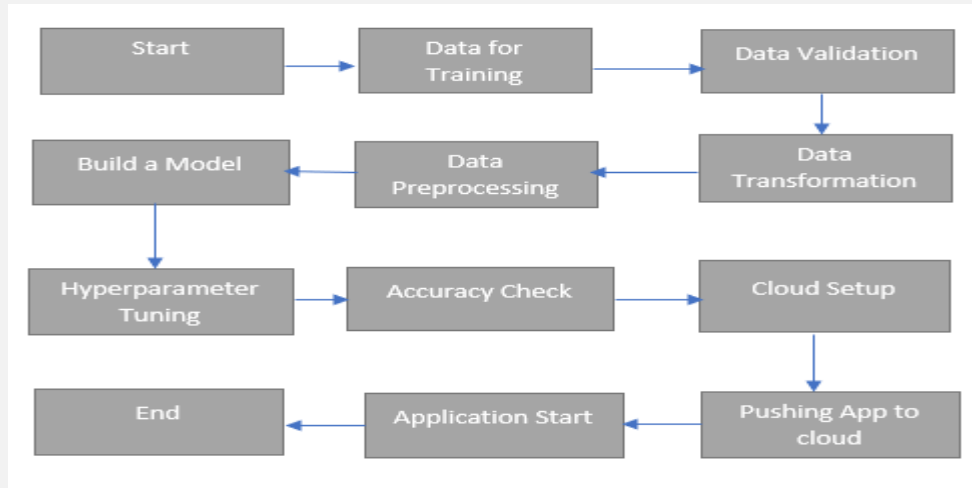 Start
Data for
Training
Data Validation
Build a Model
Data
Preprocessing
Data
Transformation
Hyperparameter
Tuning
Accuracy Check
Cloud Setup
End
Application Start
Pushing App to
cloud